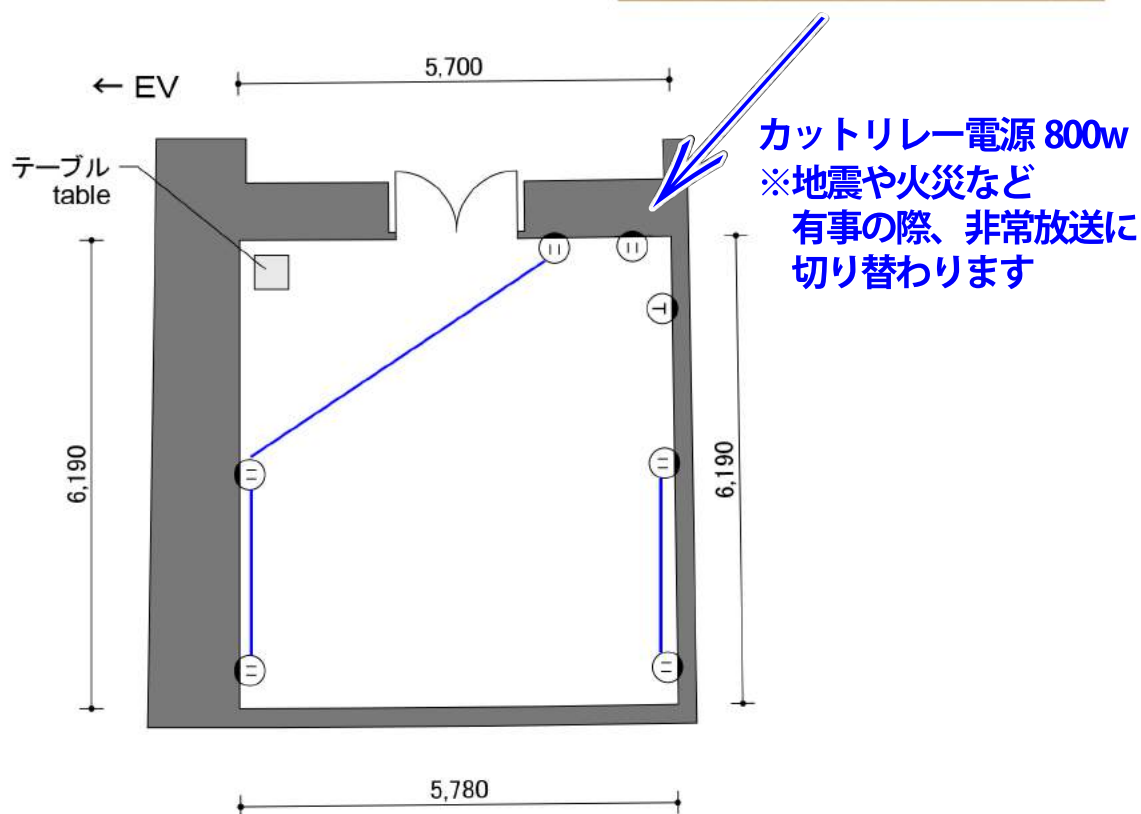 ← EV
5,700
カットリレー電源 800w
※地震や火災など
有事の際、非常放送に
切り替わります
テーブル
table
T
6,190
6,190
5,780